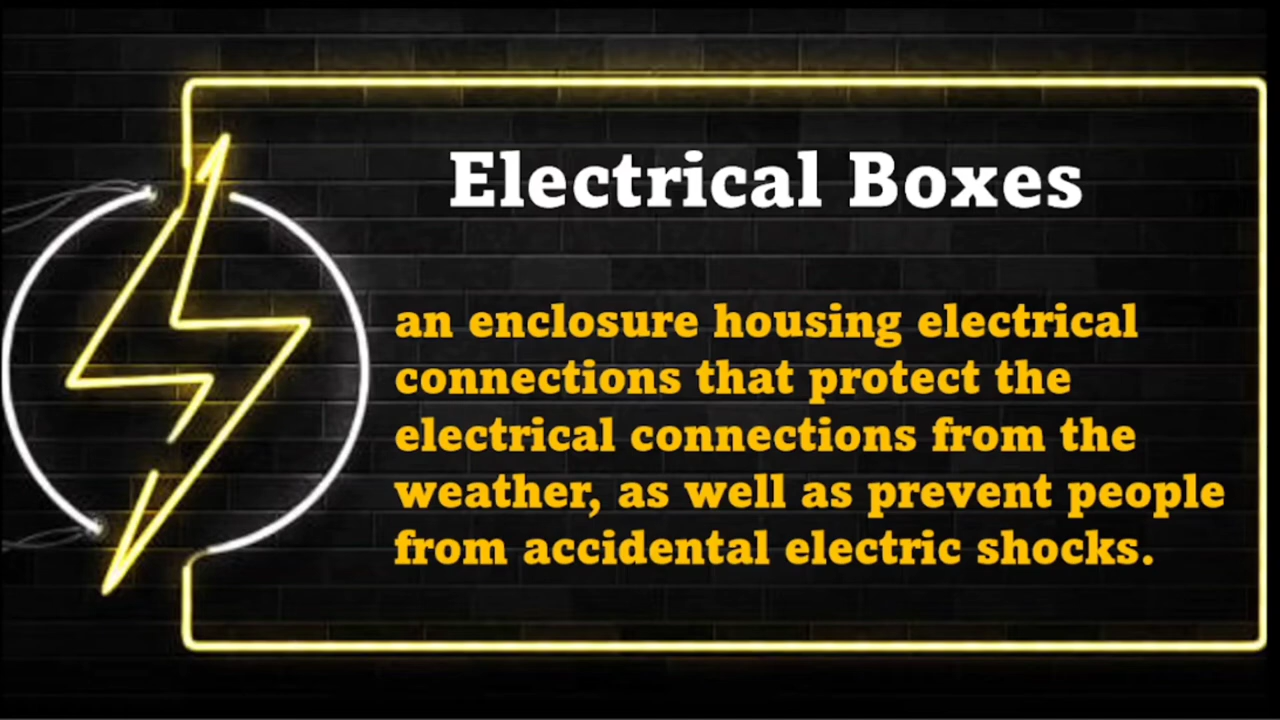 Electrical Boxes
an enclosure housing electrical
connections that protect the
electrical connections from the
weather, as well as prevent people
from accidental electric shocks.